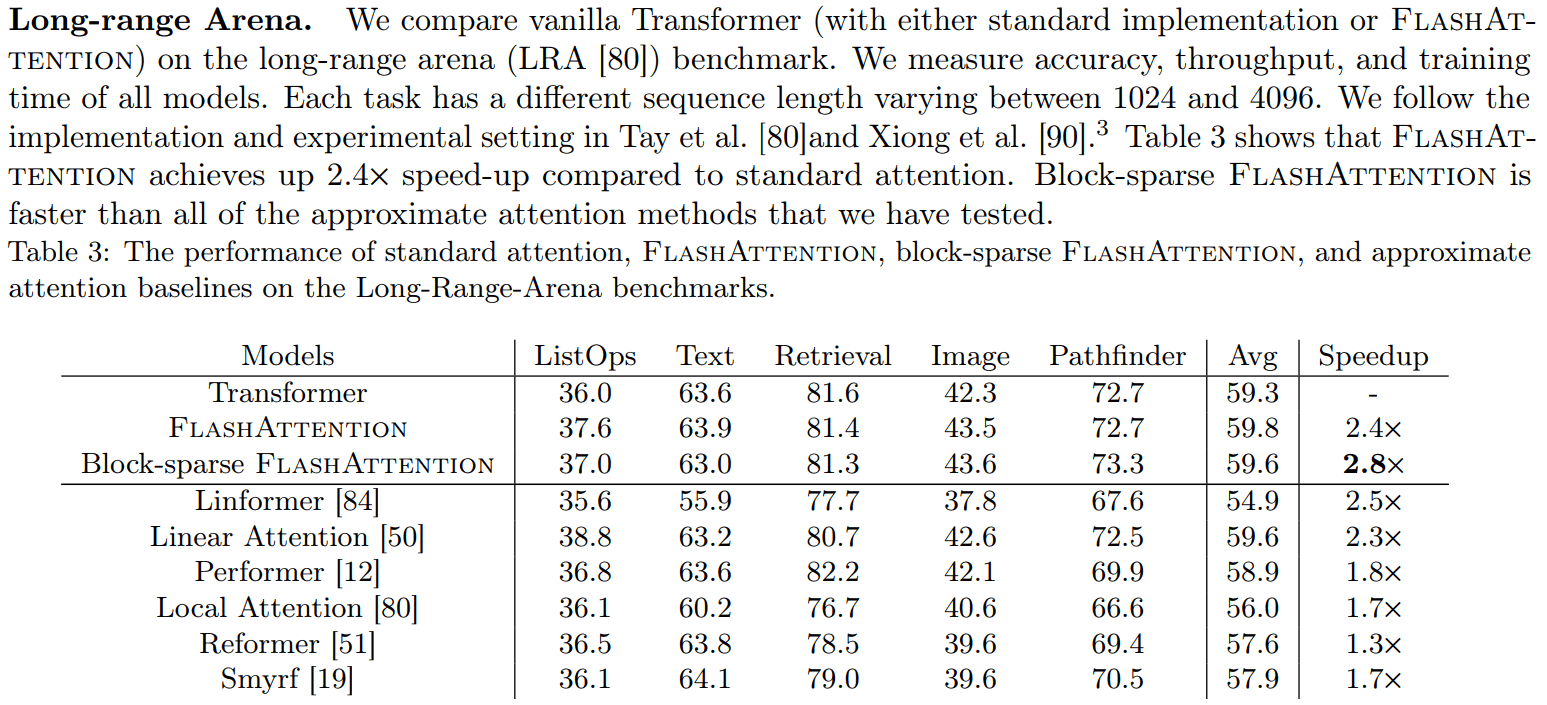 Long-range Arena. We compare vanilla Transformer (with either standard implementation or FLASHAT-
TENTION) on the long-range arena (LRA [80]) benchmark. We measure accuracy, throughput, and training
time of all models. Each task has a different sequence length varying between 1024 and 4096. We follow the
implementation and experimental setting in Tay et al. [80]and Xiong et al. [90].3 Table 3 shows that FLASHAT-
TENTION achieves up 2.4× speed-up compared to standard attention. Block-sparse FLASHATTENTION is
faster than all of the approximate attention methods that we have tested.
Table 3: The performance of standard attention, FLASHATTENTION, block-sparse FLASHATTENTION, and approximate
attention baselines on the Long-Range-Arena benchmarks.
Models ListOps Text Retrieval Image Pathfinder Avg Speedup
Transformer 36.0 63.6 81.6 42.3 72.7 59.3 -
FLASHATTENTION 37.6 63.9 81.4 43.5 72.7 59.8 2.4×
Block-sparse FLASHATTENTION 37.0 63.0 81.3 43.6 73.3 59.6 2.8×
Linformer [84] 35.6 55.9 77.7 37.8 67.6 54.9 2.5×
Linear Attention [50] 38.8 63.2 80.7 42.6 72.5 59.6 2.3×
Performer [12] 36.8 63.6 82.2 42.1 69.9 58.9 1.8×
Local Attention [80] 36.1 60.2 76.7 40.6 66.6 56.0 1.7×
Reformer [51] 36.5 63.8 78.5 39.6 69.4 57.6 1.3×
Smyrf [19] 36.1 64.1 79.0 39.6 70.5 57.9 1.7×